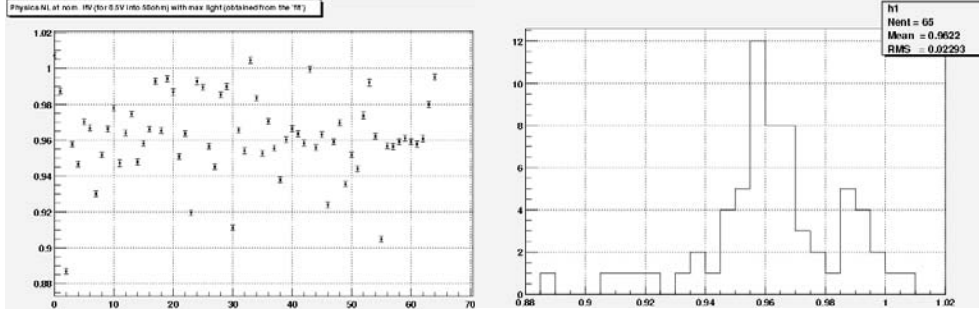 Physics NL at nom. HV (for 0.5V into 50ohm) with max light (obtained from the 'fit')
1.02
1
0.98
0.96
0.94
0.92
0.9
0.88
0 10 20 30 40 50 60 70
h1
Nent = 65
Mean = 0.9622
RMS = 0.02293
12
10
8
6
4
2
0
0.88 0.9 0.92 0.94 0.96 0.98 1 1.02